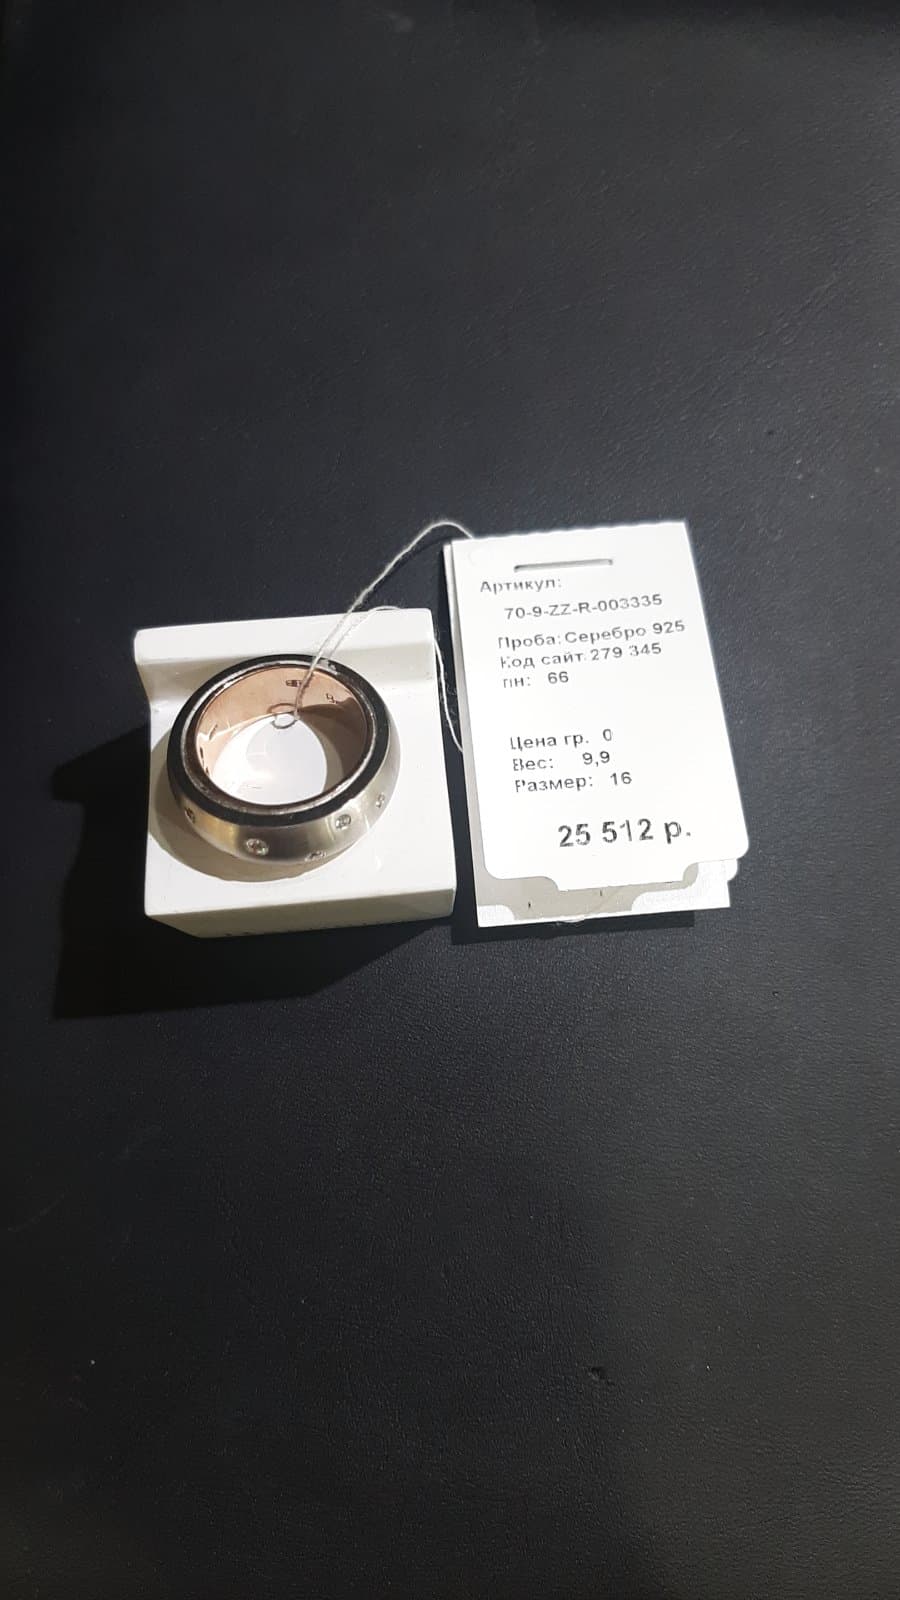 Артикул:
70-9-ZZ-R-003335
Проба: Серебро 925
Код сайт: 279 345
пн: 66
Цена гр. 0
Вес: 9,9
Размер: 16
25 512 р.